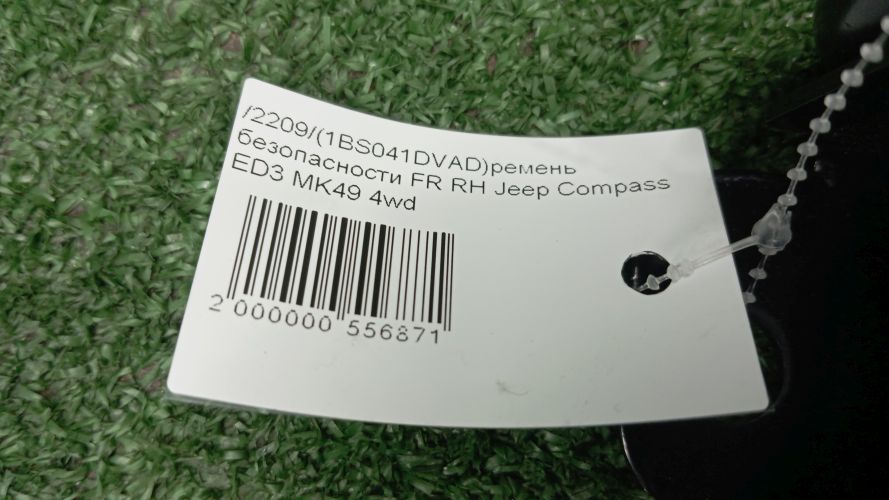 /2209/(1BS041DVAD)ремень
безопасности FR RH Jeep Compass
ED3 MK49 4wd
2 000000 556871